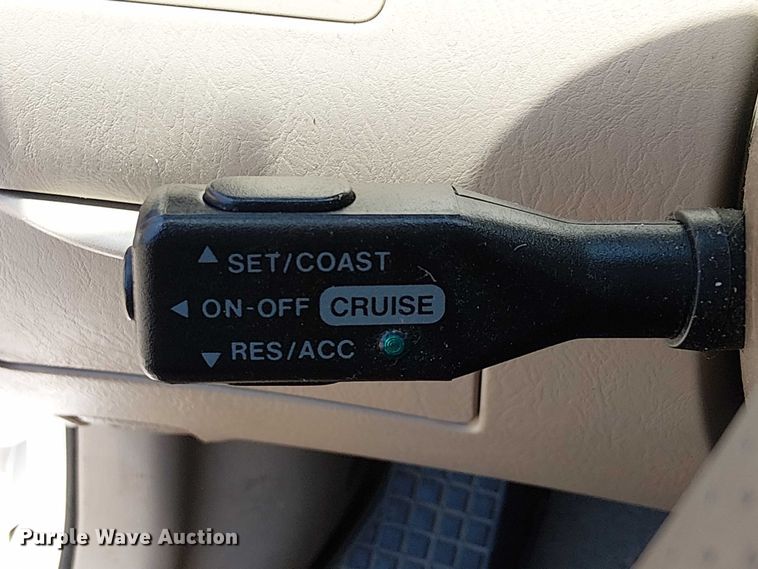 ▲ SET/COAST
◀ ON-OFF CRUISE
▼ RES/ACC
Purple Wave Auction